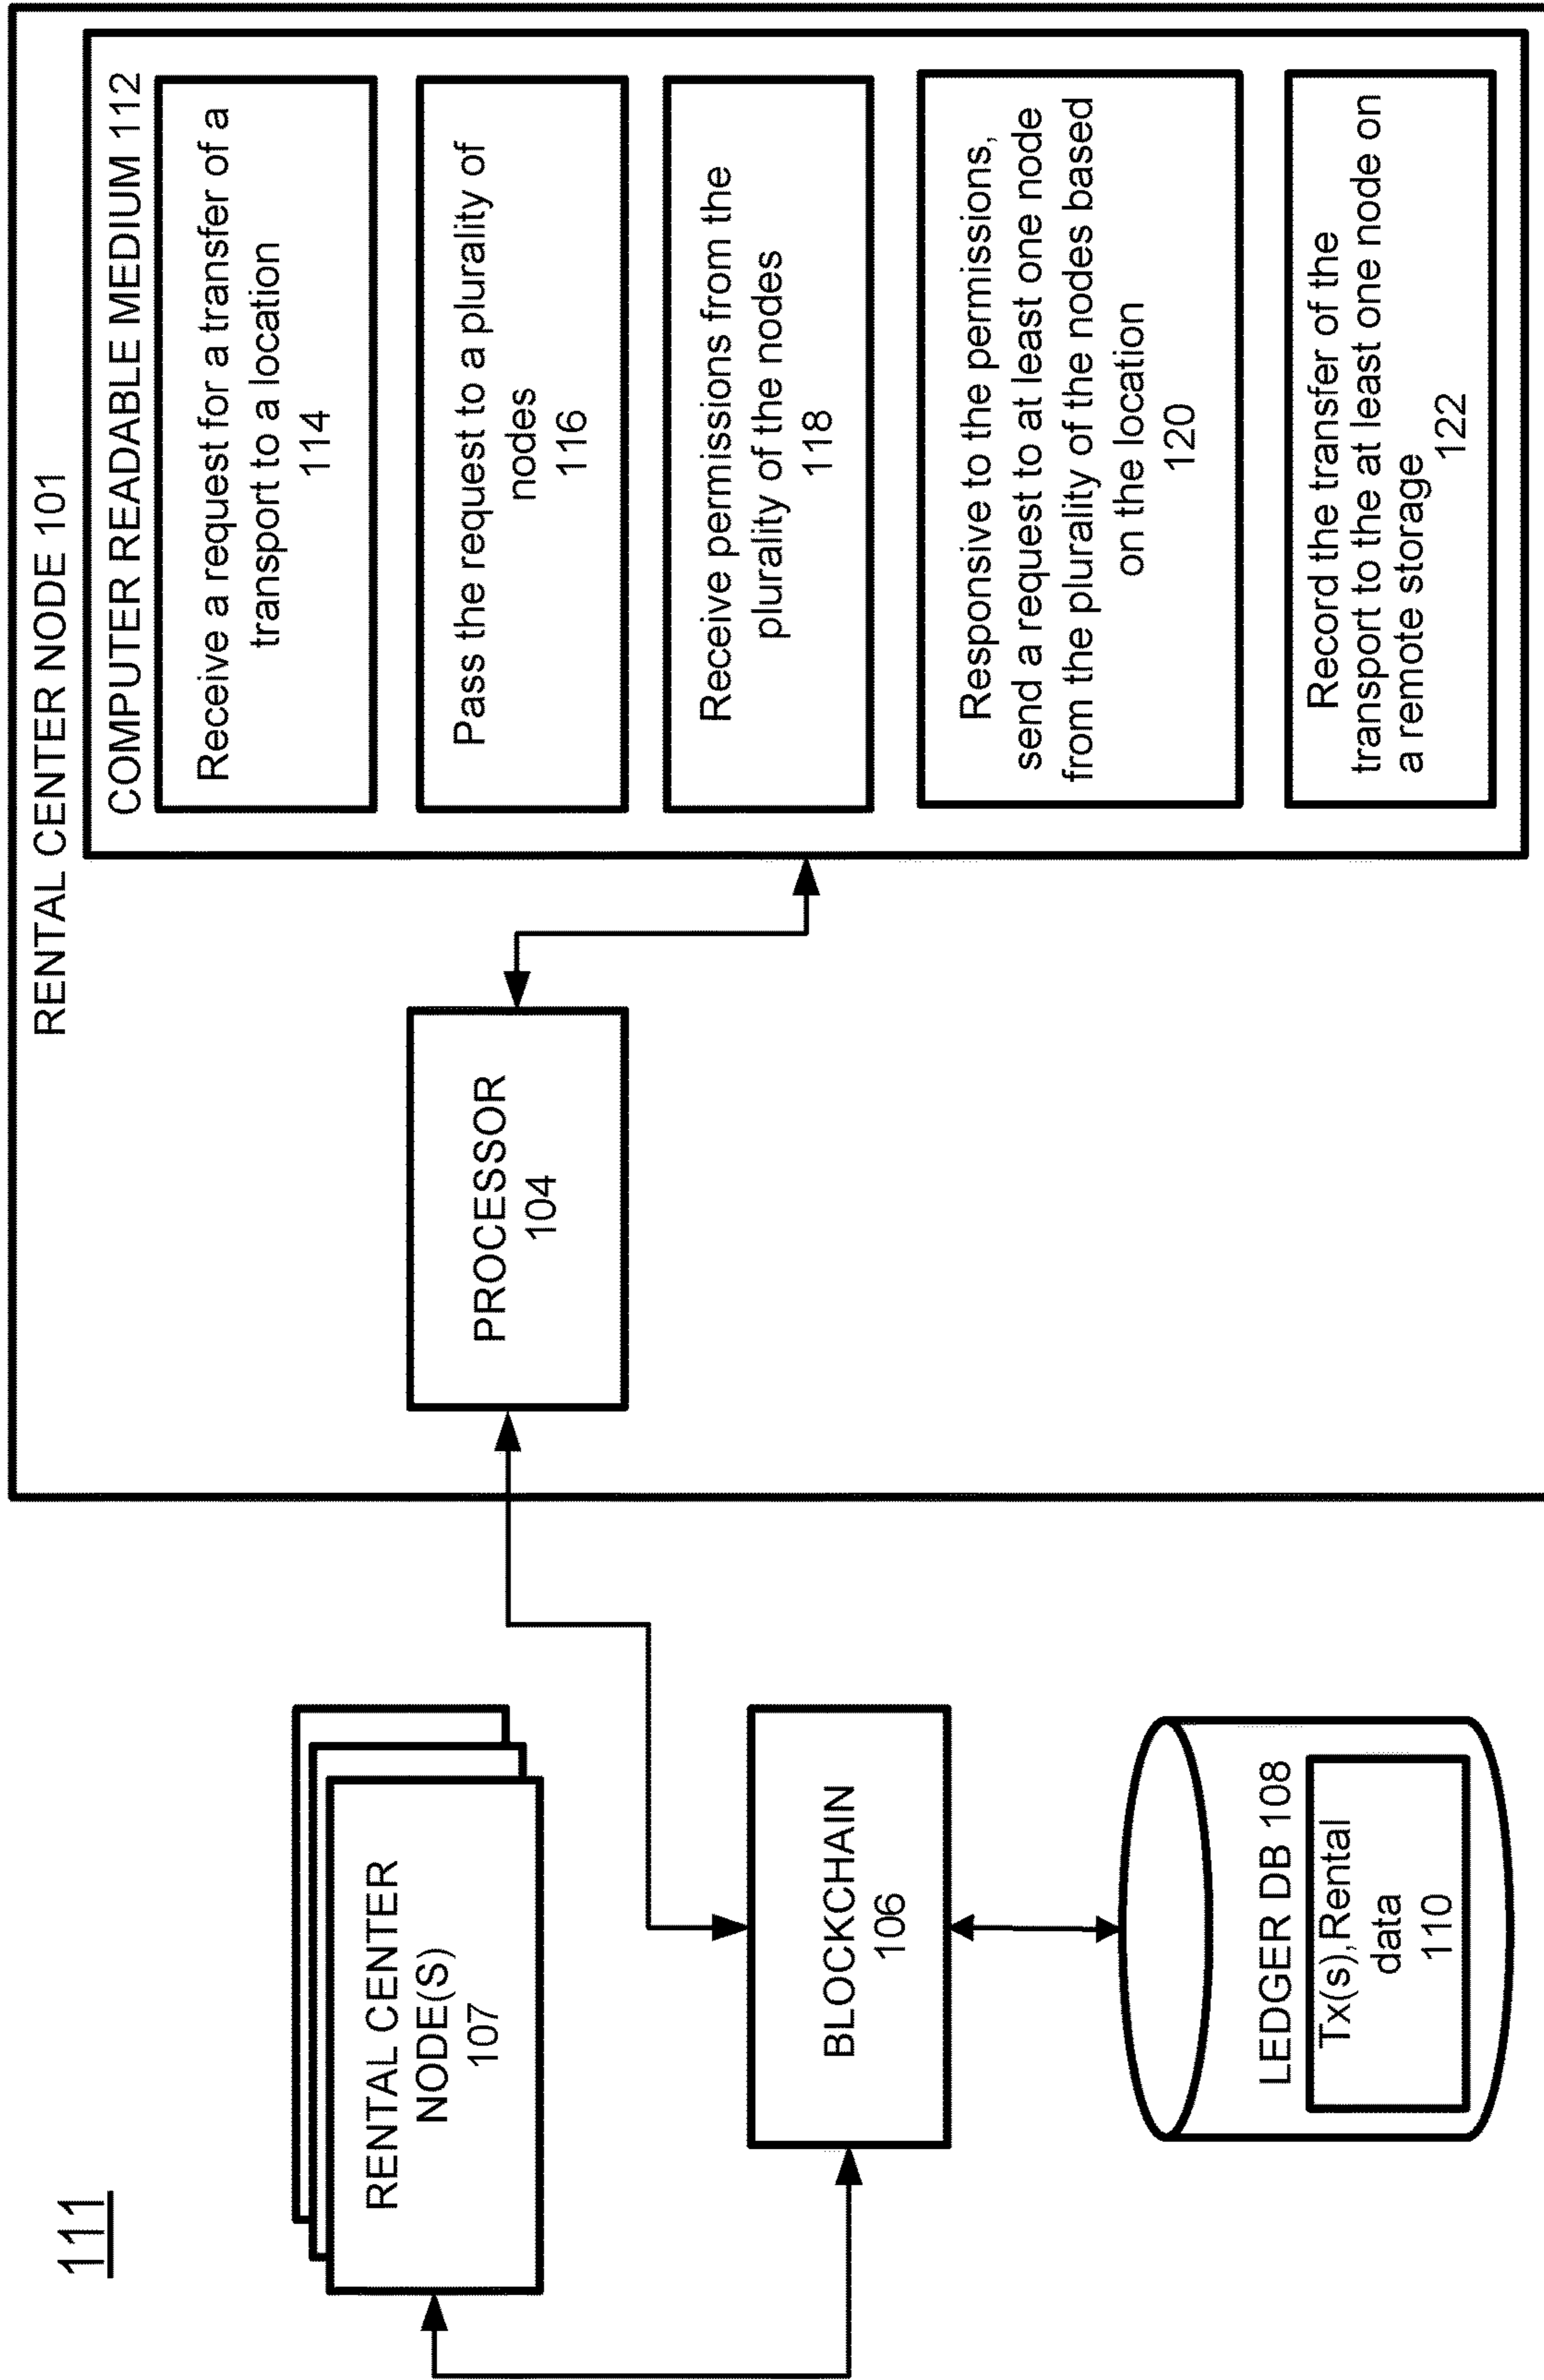 111
RENTAL CENTER
NODE(S)
107
BLOCKCHAIN
106
LEDGER DB 108
Tx(s),Rental
data
110
RENTAL CENTER NODE 101
PROCESSOR
104
COMPUTER READABLE MEDIUM 112
Receive a request for a transfer of a
transport to a location
114
Pass the request to a plurality of
nodes
116
Receive permissions from the
plurality of the nodes
118
Responsive to the permissions,
send a request to at least one node
from the plurality of the nodes based
on the location
120
Record the transfer of the
transport to the at least one node on
a remote storage
122